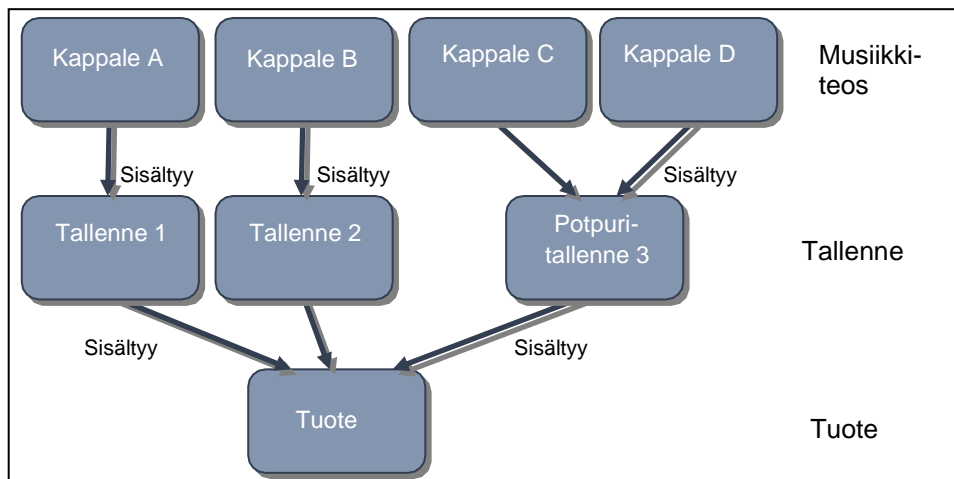 Kappale A
Kappale B
Kappale C
Kappale D
Musiikki-
teos
Sisältyy
Sisältyy
Sisältyy
Tallenne 1
Tallenne 2
Potpuri-
tallenne 3
Tallenne
Sisältyy
Sisältyy
Tuote
Tuote